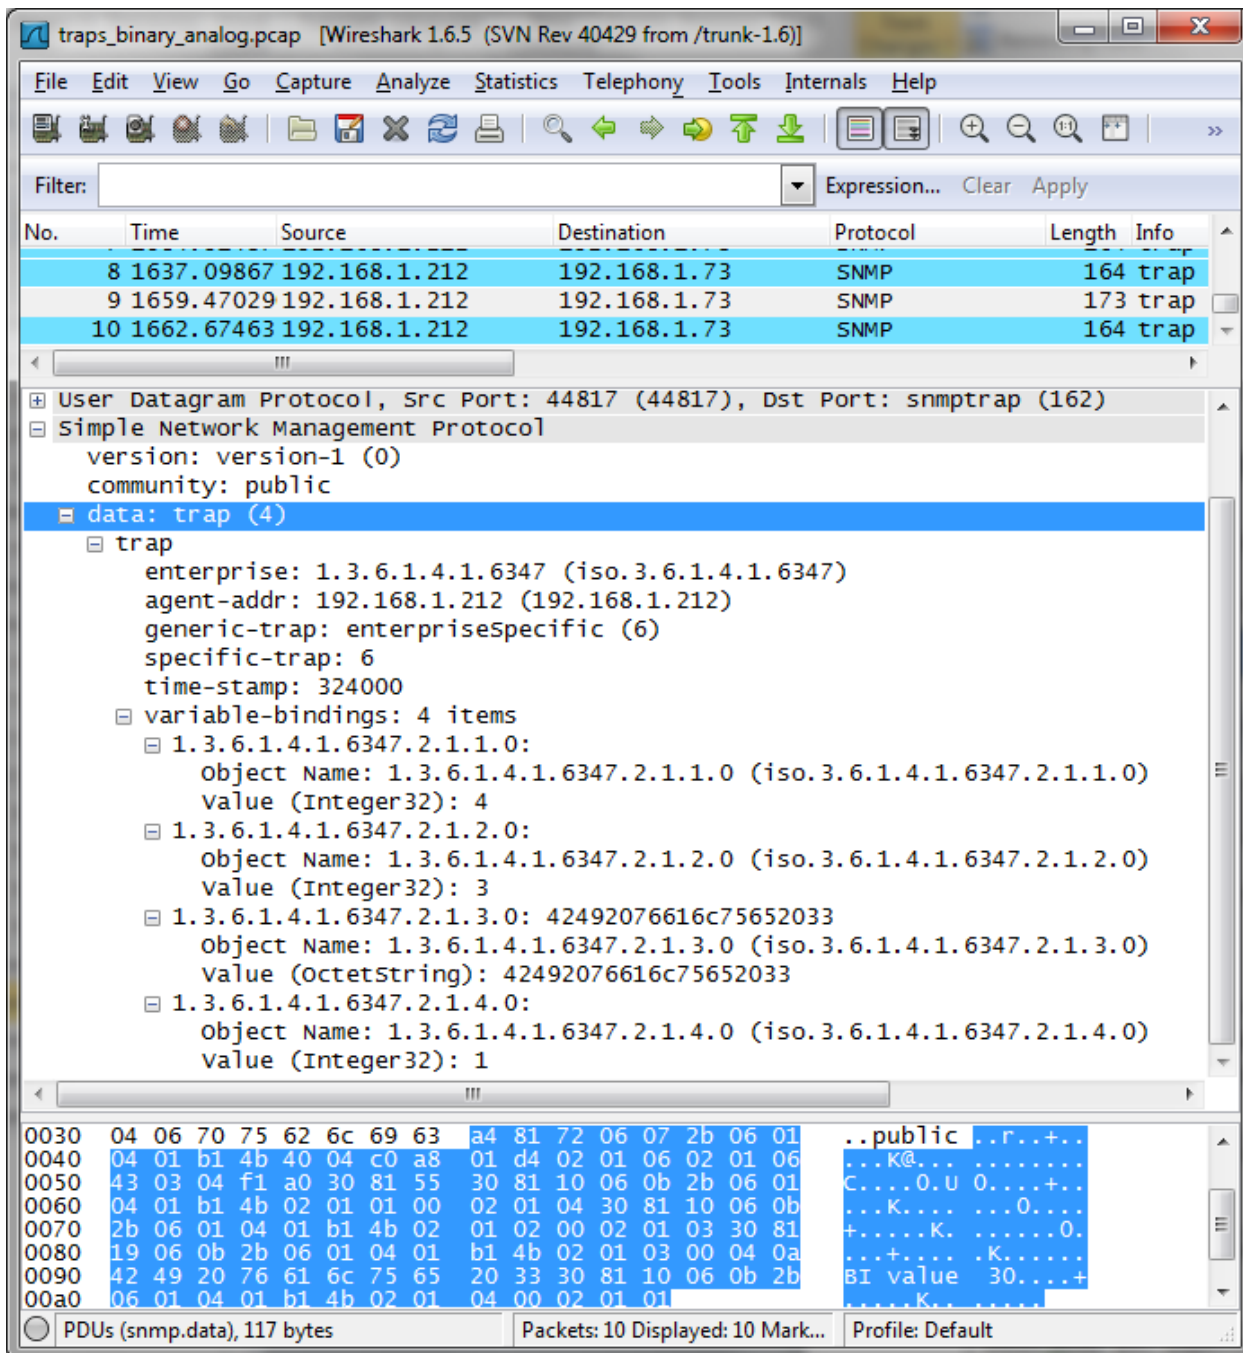 traps_binary_analog.pcap [Wireshark 1.6.5 (SVN Rev 40429 from /trunk-1.6)]
File Edit View Go Capture Analyze Statistics Telephony Tools Internals Help
Filter: Expression... Clear Apply
No. Time Source Destination Protocol Length Info
8 1637.09867 192.168.1.212 192.168.1.73 SNMP 164 trap
9 1659.47029 192.168.1.212 192.168.1.73 SNMP 173 trap
10 1662.67463 192.168.1.212 192.168.1.73 SNMP 164 trap
User Datagram Protocol, Src Port: 44817 (44817), Dst Port: snmptrap (162)
Simple Network Management Protocol
version: version-1 (0)
community: public
data: trap (4)
trap
enterprise: 1.3.6.1.4.1.6347 (iso.3.6.1.4.1.6347)
agent-addr: 192.168.1.212 (192.168.1.212)
generic-trap: enterpriseSpecific (6)
specific-trap: 6
time-stamp: 324000
variable-bindings: 4 items
1.3.6.1.4.1.6347.2.1.1.0:
Object Name: 1.3.6.1.4.1.6347.2.1.1.0 (iso.3.6.1.4.1.6347.2.1.1.0)
Value (Integer32): 4
1.3.6.1.4.1.6347.2.1.2.0:
Object Name: 1.3.6.1.4.1.6347.2.1.2.0 (iso.3.6.1.4.1.6347.2.1.2.0)
Value (Integer32): 3
1.3.6.1.4.1.6347.2.1.3.0: 42492076616c75652033
Object Name: 1.3.6.1.4.1.6347.2.1.3.0 (iso.3.6.1.4.1.6347.2.1.3.0)
Value (OctetString): 42492076616c75652033
1.3.6.1.4.1.6347.2.1.4.0:
Object Name: 1.3.6.1.4.1.6347.2.1.4.0 (iso.3.6.1.4.1.6347.2.1.4.0)
Value (Integer32): 1
0030 04 06 70 75 62 6c 69 63 a4 81 72 06 07 2b 06 01 ..public ..r..+..
0040 04 01 b1 4b 40 04 c0 a8 01 d4 02 01 06 02 01 06 ...K@... ........
0050 43 03 04 f1 a0 30 81 55 30 81 10 06 0b 2b 06 01 C....0.U 0....+..
0060 04 01 b1 4b 02 01 01 00 02 01 04 30 81 10 06 0b ...K.... ...0....
0070 2b 06 01 04 01 b1 4b 02 01 02 00 02 01 03 30 81 +.....K. ......0.
0080 19 06 0b 2b 06 01 04 01 b1 4b 02 01 03 00 04 0a ...+.... .K......
0090 42 49 20 76 61 6c 75 65 20 33 30 81 10 06 0b 2b BI value 30....+
00a0 06 01 04 01 b1 4b 02 01 04 00 02 01 01 .....K.. .....
PDUs (snmp.data), 117 bytes Packets: 10 Displayed: 10 Mark... Profile: Default